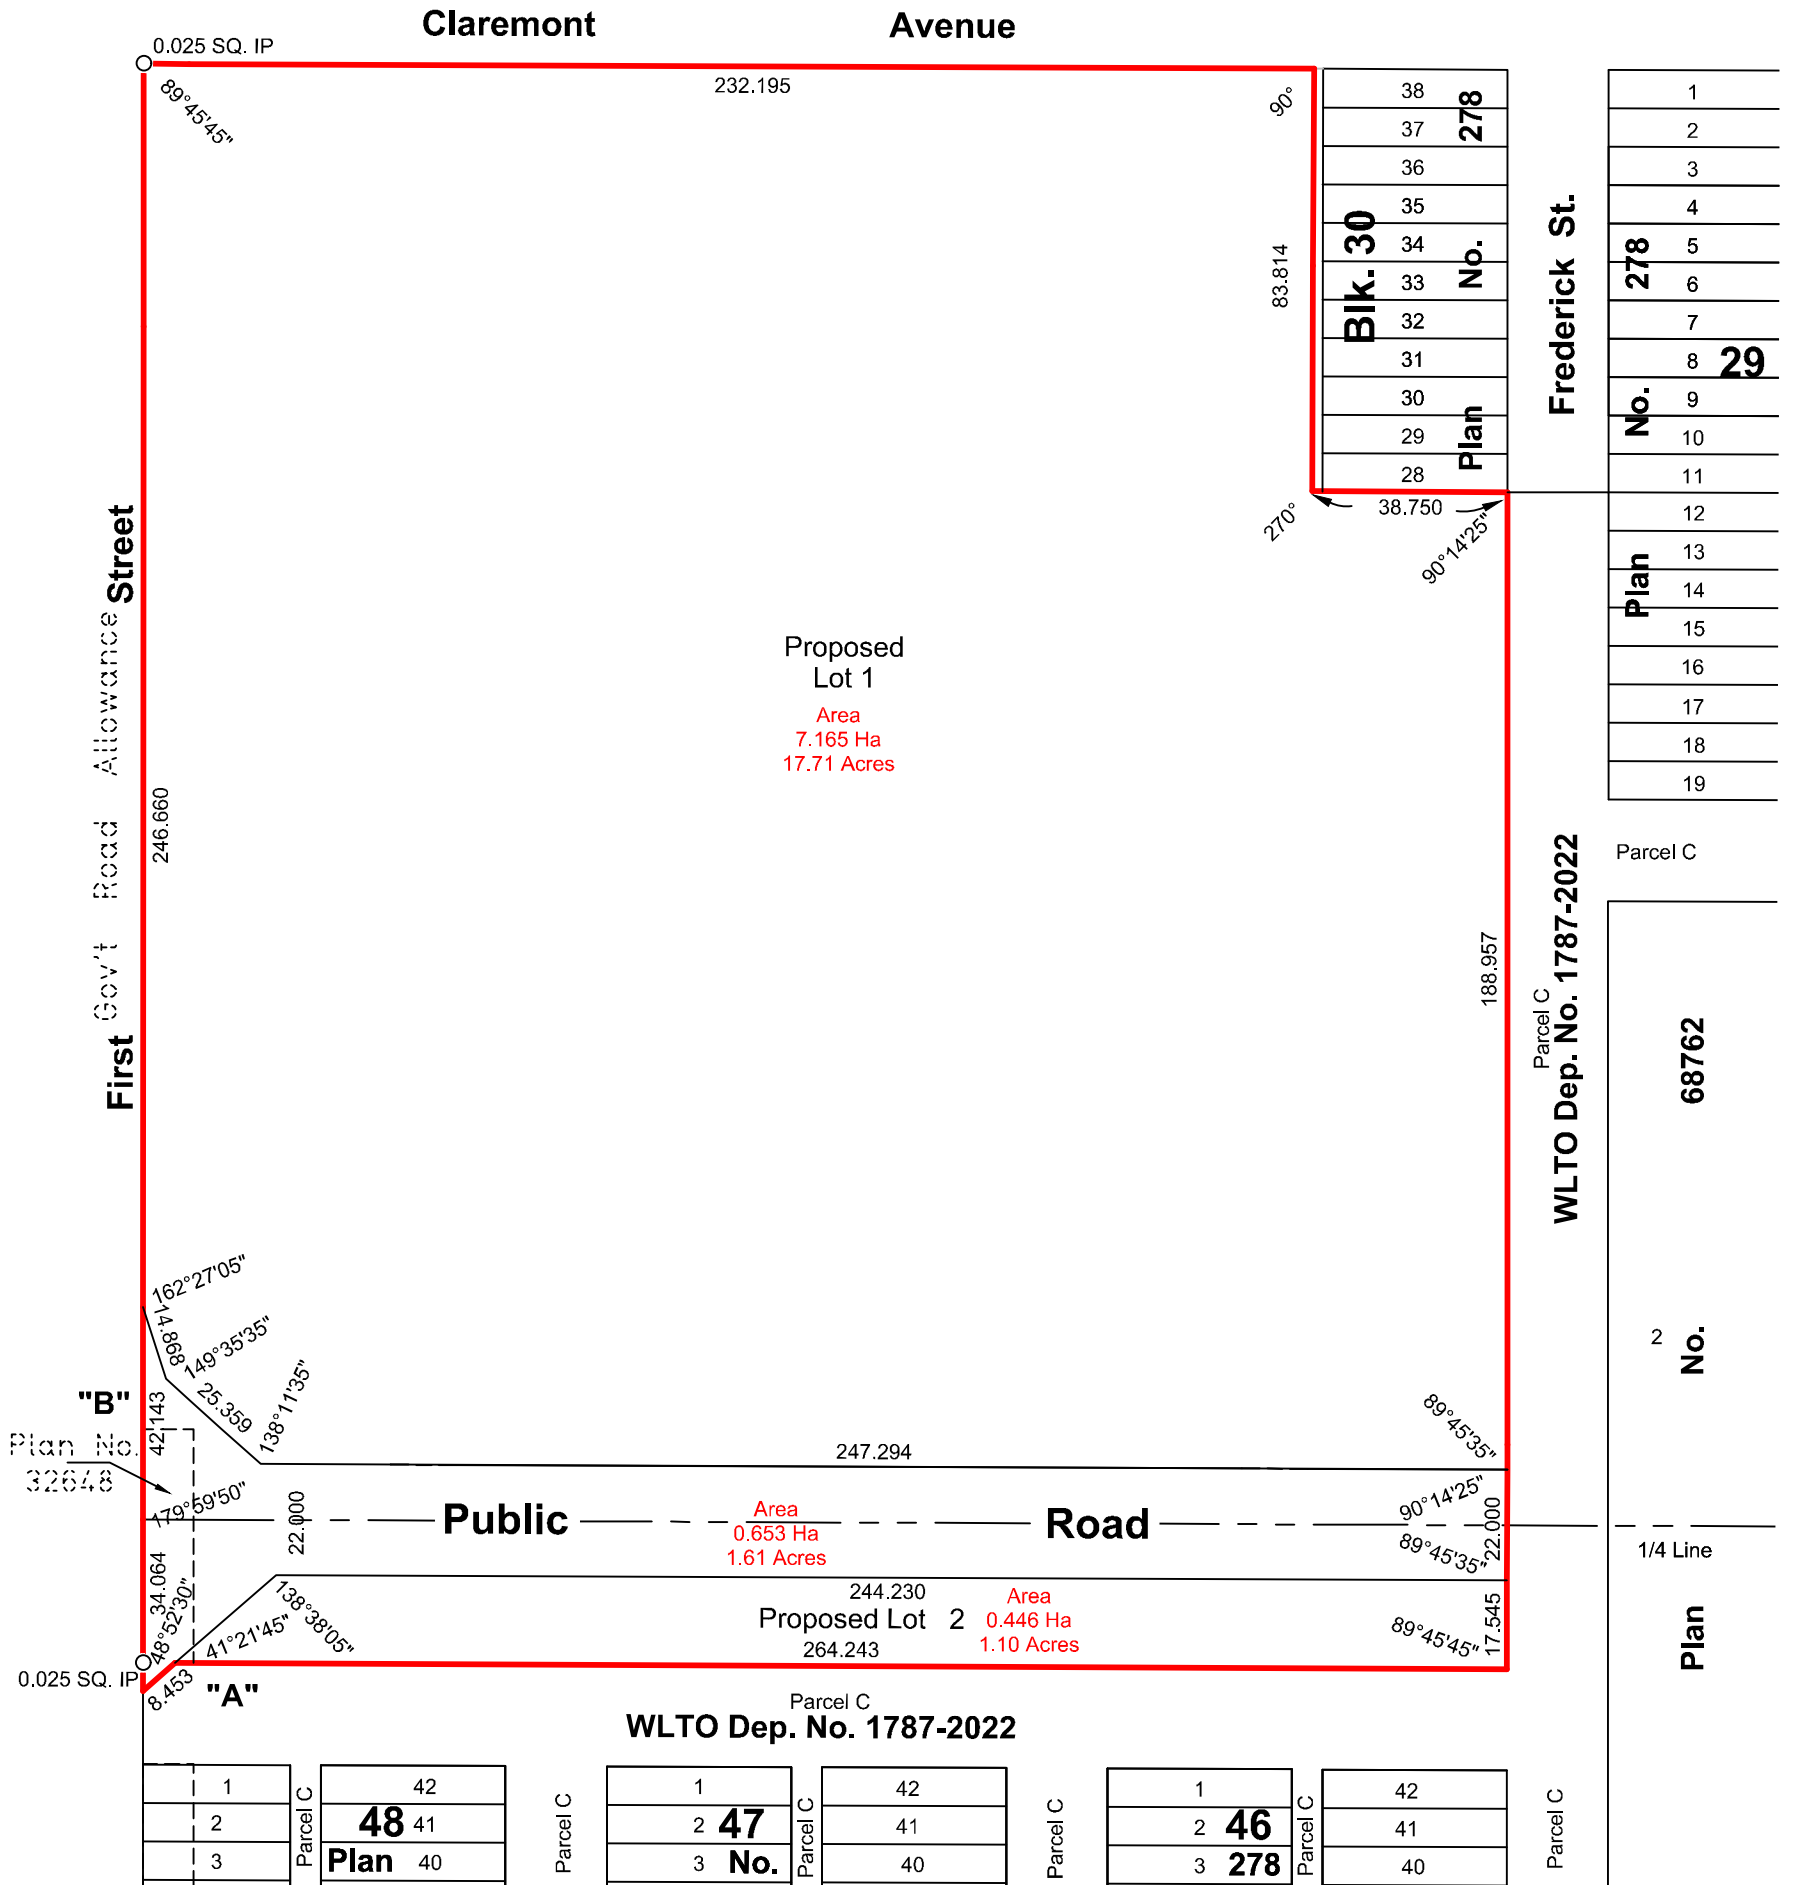 Claremont Avenue
0.025 SQ. IP
232.195
89°45'45"
90°
83.814
270°
38.750
90°14'25"
38
37
36
35
34
33
32
31
30
29
28
Blk. 30
Plan No. 278
Frederick St.
1
2
3
4
5
6
7
8
9
10
11
12
13
14
15
16
17
18
19
29
Plan No. 278
Parcel C
First Street
Gov't Road Allowance
246.660
Proposed
Lot 1
Area
7.165 Ha
17.71 Acres
188.957
Parcel C
WLTO Dep. No. 1787-2022
Plan No. 68762
2
162°27'05"
14.868
149°35'35"
25.359
138°11'35"
"B"
42.143
Plan No.
32648
179°59'50"
247.294
89°45'35"
90°14'25"
22.000
Public Road
Area
0.653 Ha
1.61 Acres
22.000
89°45'35"
1/4 Line
34.064
48°52'30"
138°38'05"
41°21'45"
244.230
Proposed Lot 2
264.243
Area
0.446 Ha
1.10 Acres
89°45'45"
17.545
0.025 SQ. IP
8.453
"A"
Parcel C
WLTO Dep. No. 1787-2022
1
2
3
Parcel C
42
41
40
48
Plan
Parcel C
1
2
3
47
No.
Parcel C
42
41
40
Parcel C
1
2
3
46
278
Parcel C
42
41
40
Parcel C